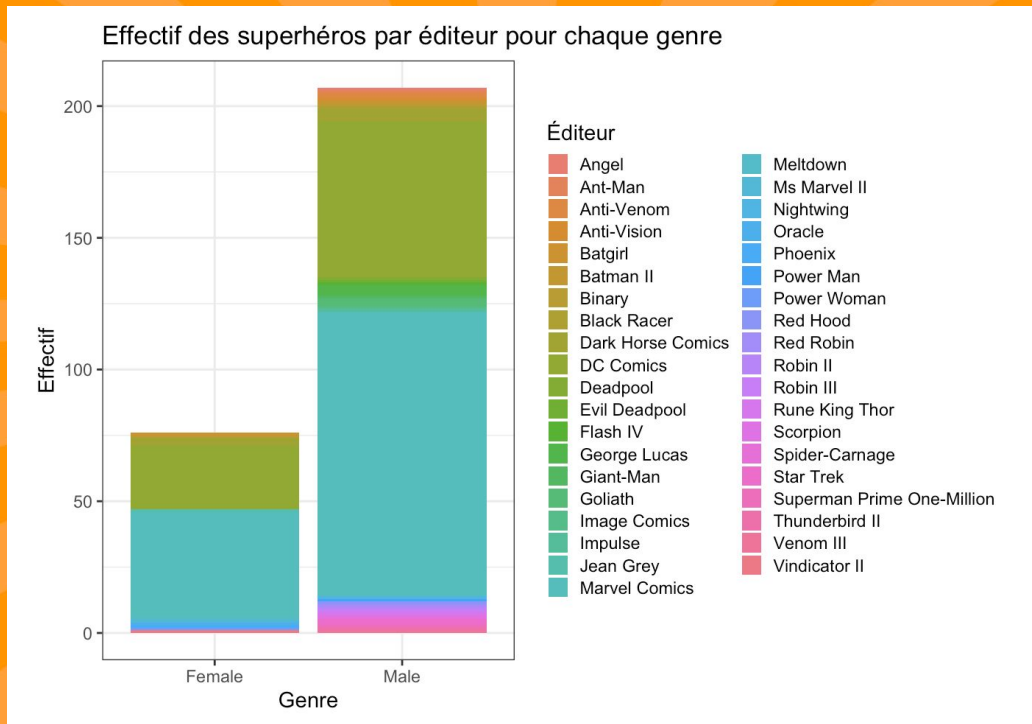 Effectif des superhéros par éditeur pour chaque genre
200
150
100
50
0
Effectif
Female
Male
Genre
Éditeur
Angel
Ant-Man
Anti-Venom
Anti-Vision
Batgirl
Batman II
Binary
Black Racer
Dark Horse Comics
DC Comics
Deadpool
Evil Deadpool
Flash IV
George Lucas
Giant-Man
Goliath
Image Comics
Impulse
Jean Grey
Marvel Comics
Meltdown
Ms Marvel II
Nightwing
Oracle
Phoenix
Power Man
Power Woman
Red Hood
Red Robin
Robin II
Robin III
Rune King Thor
Scorpion
Spider-Carnage
Star Trek
Superman Prime One-Million
Thunderbird II
Venom III
Vindicator II